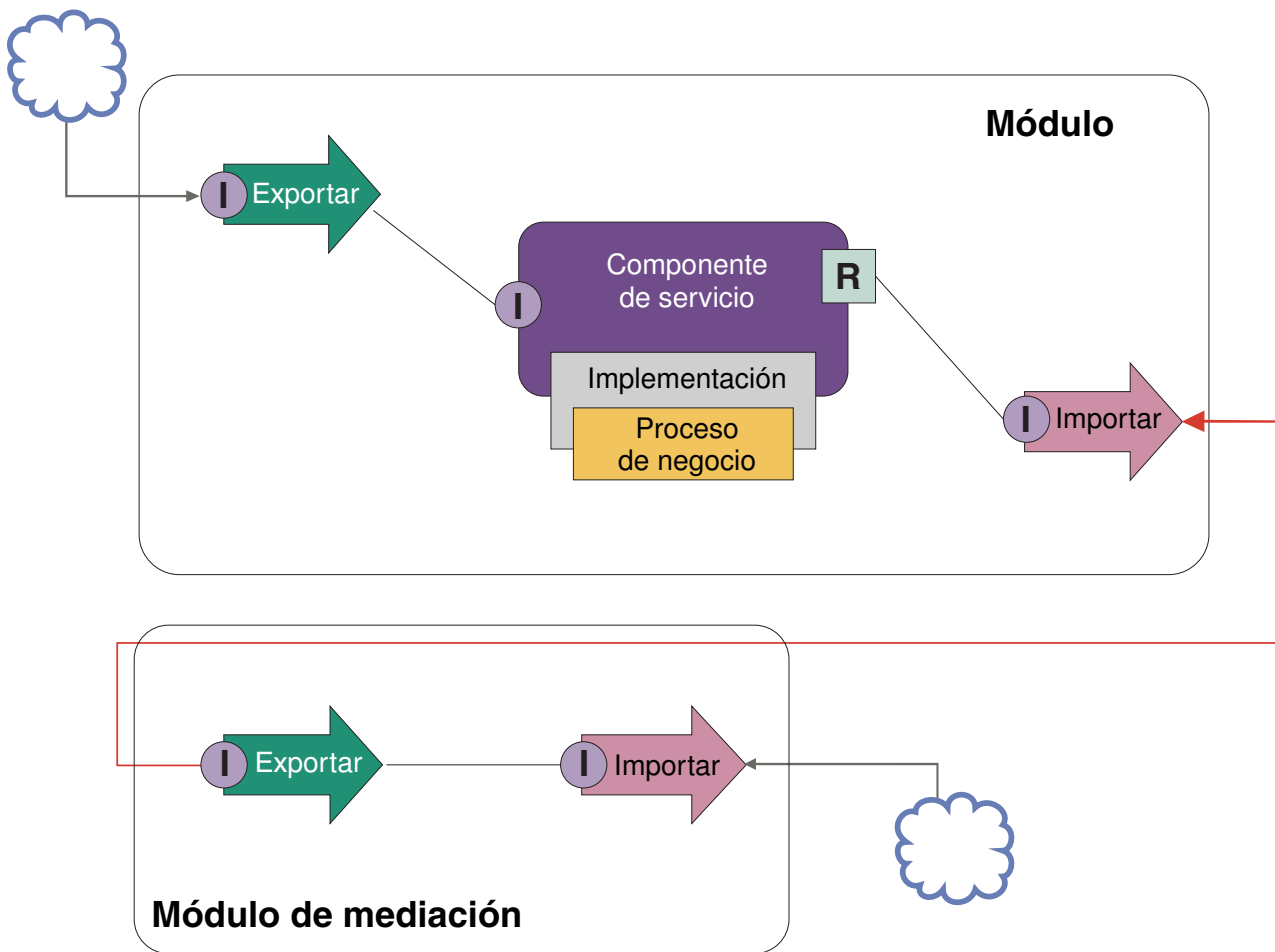 Módulo
I Exportar
Componente
de servicio
R
I
Implementación
Proceso
de negocio
I Importar
I Exportar
I Importar
Módulo de mediación